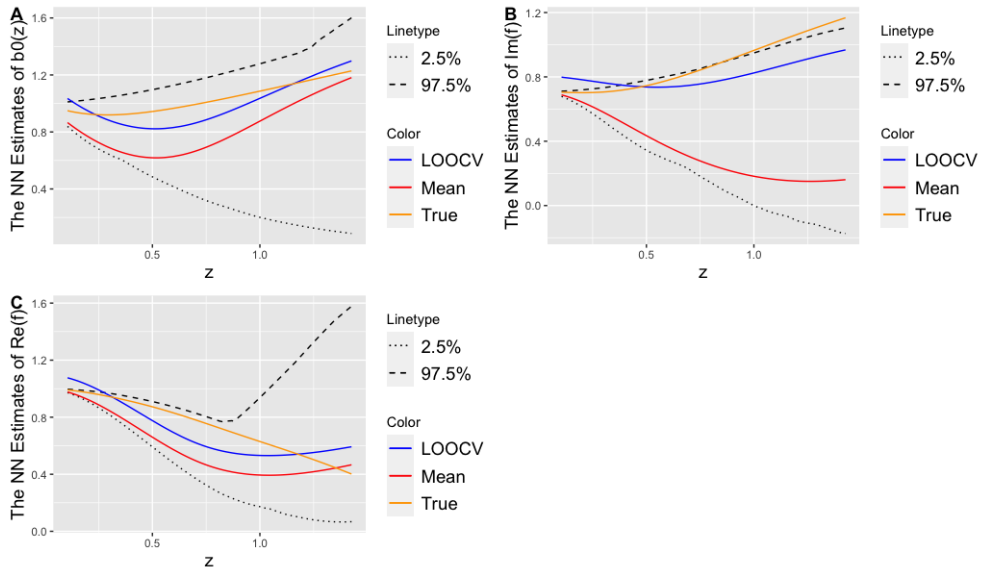 A
The NN Estimates of b0(z)
1.6
1.2
0.8
0.4
0.5
1.0
z
Linetype
2.5%
97.5%
Color
LOOCV
Mean
True
B
The NN Estimates of Im(f)
1.2
0.8
0.4
0.0
0.5
1.0
z
Linetype
2.5%
97.5%
Color
LOOCV
Mean
True
C
The NN Estimates of Re(f)
1.6
1.2
0.8
0.4
0.0
0.5
1.0
z
Linetype
2.5%
97.5%
Color
LOOCV
Mean
True